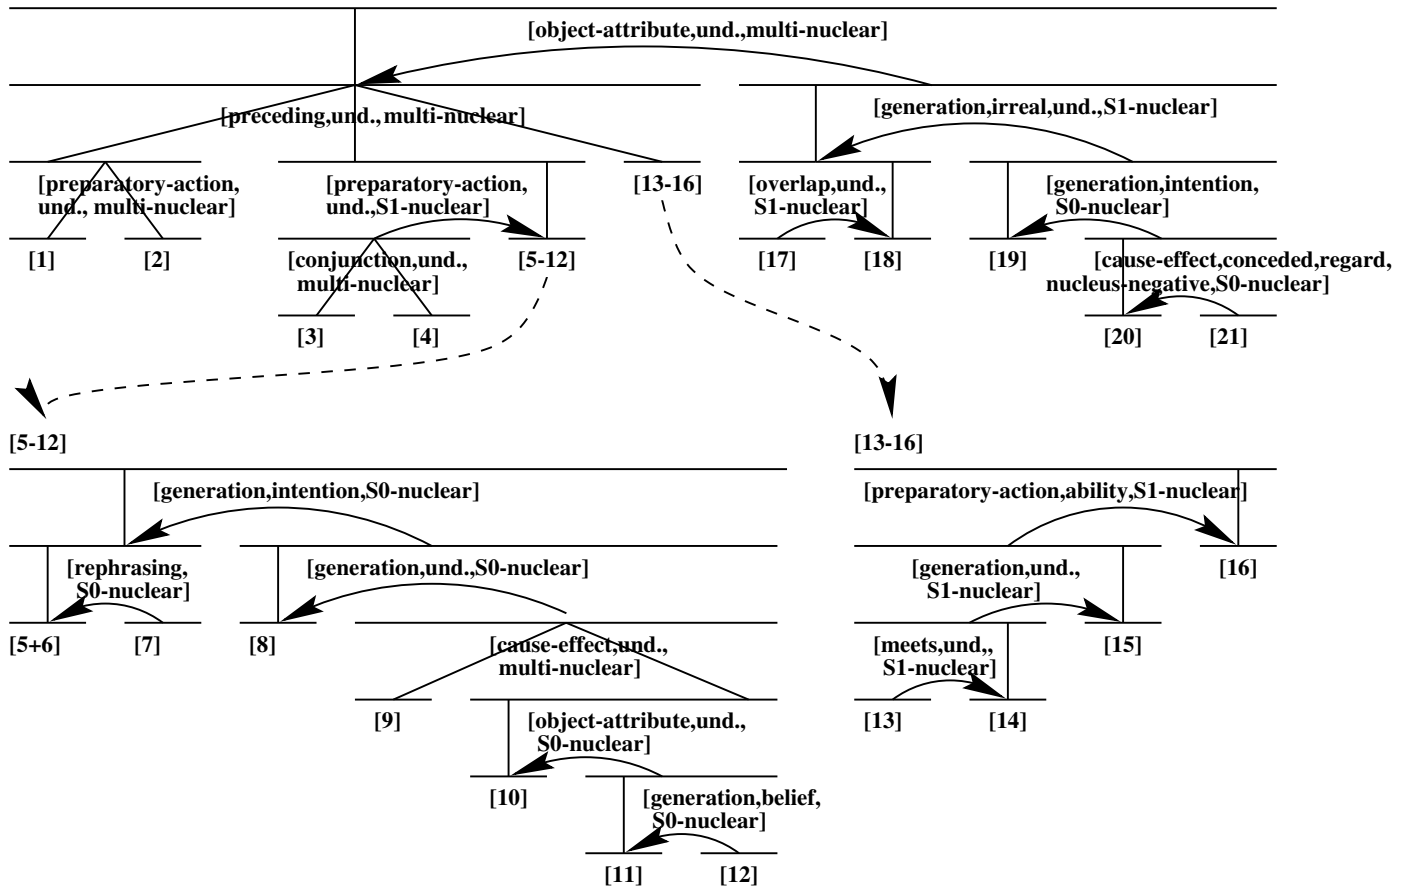 [object-attribute,und.,multi-nuclear]
[preceding,und.,multi-nuclear]
[generation,irreal,und.,S1-nuclear]
[preparatory-action,
und., multi-nuclear]
[preparatory-action,
und.,S1-nuclear]
[13-16]
[overlap,und.,
S1-nuclear]
[generation,intention,
S0-nuclear]
[1]
[2]
[conjunction,und.,
multi-nuclear]
[5-12]
[17]
[18]
[19]
[cause-effect,conceded,regard,
nucleus-negative,S0-nuclear]
[3]
[4]
[20]
[21]
[5-12]
[13-16]
[generation,intention,S0-nuclear]
[preparatory-action,ability,S1-nuclear]
[rephrasing,
S0-nuclear]
[generation,und.,S0-nuclear]
[generation,und.,
S1-nuclear]
[16]
[5+6]
[7]
[8]
[cause-effect,und.,
multi-nuclear]
[meets,und,,
S1-nuclear]
[15]
[9]
[object-attribute,und.,
S0-nuclear]
[13]
[14]
[10]
[generation,belief,
S0-nuclear]
[11]
[12]